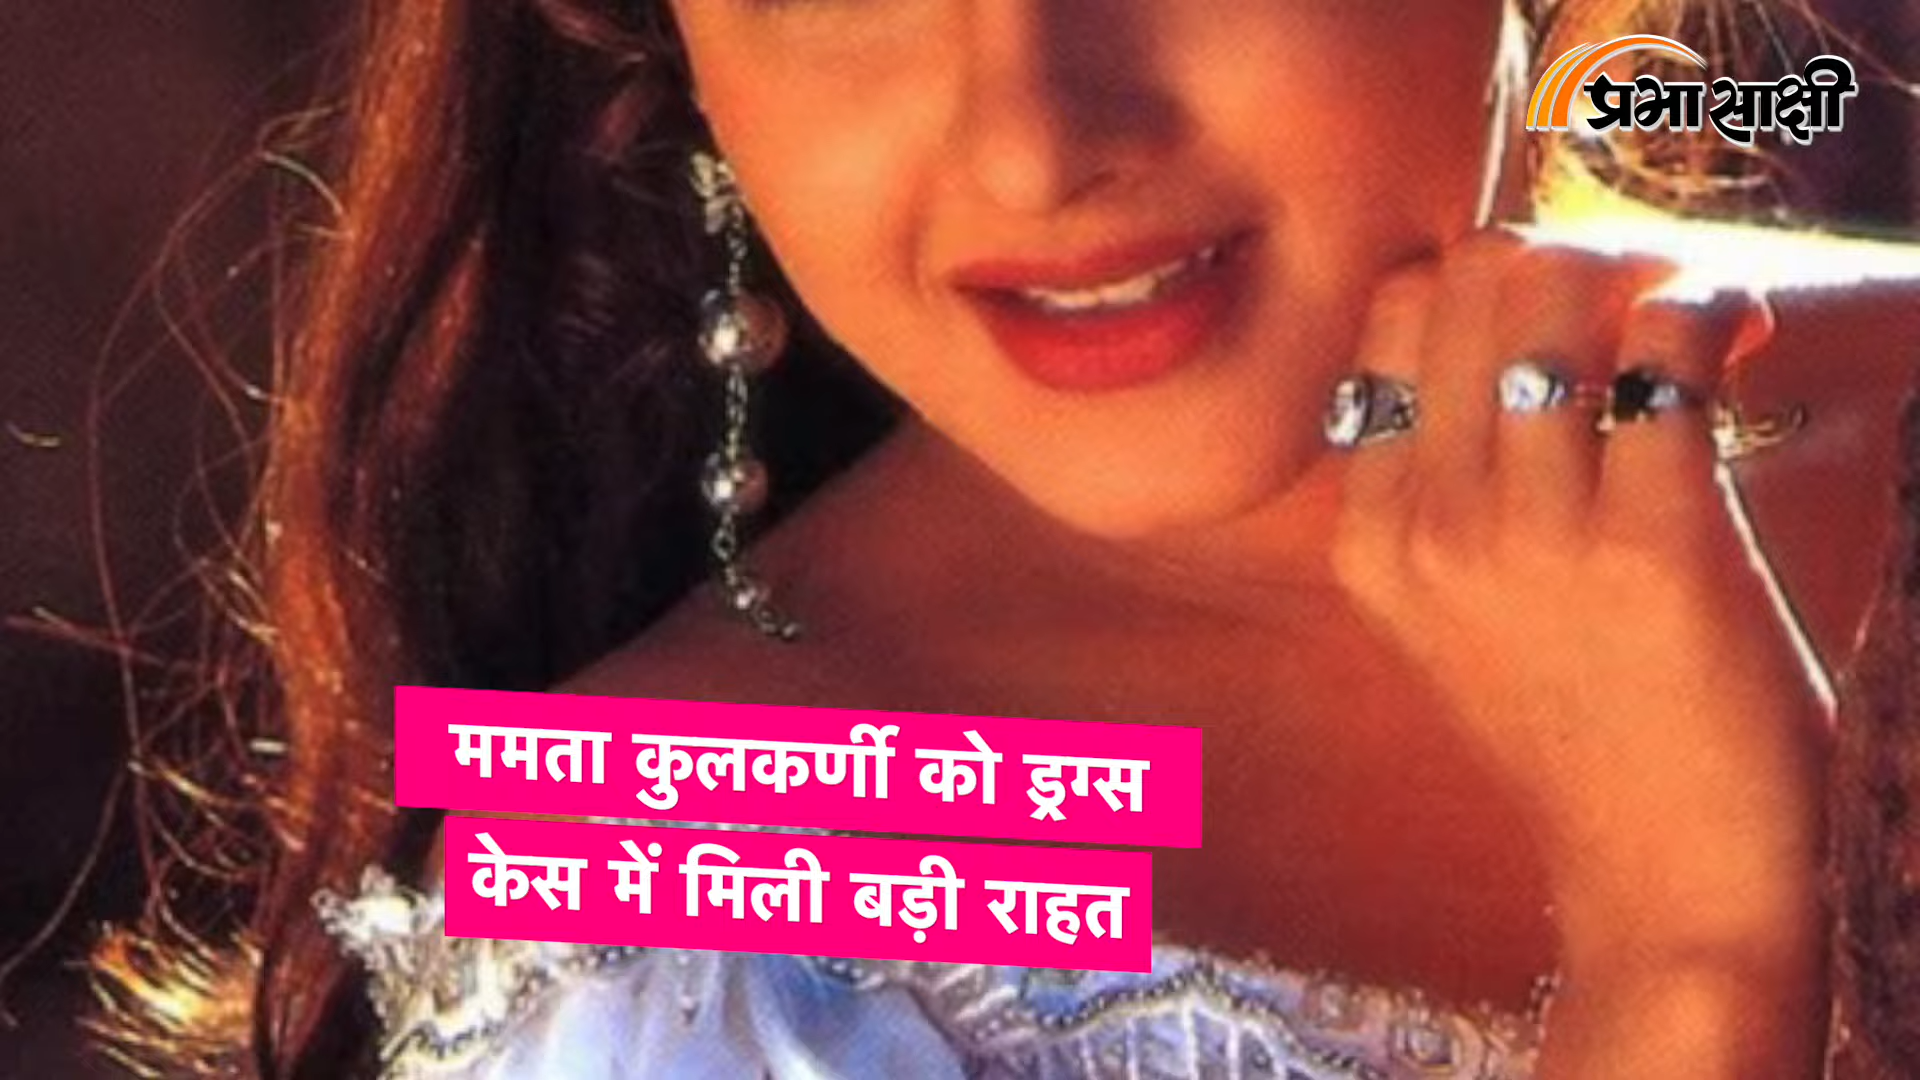 प्रभासाक्षी
ममता कुलकर्णी को ड्रग्स
केस में मिली बड़ी राहत